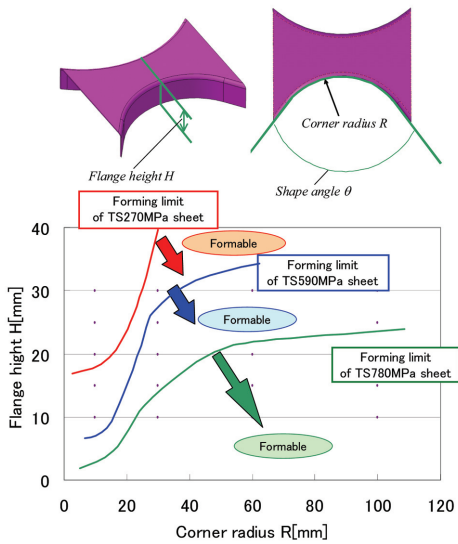 Corner radius R
Flange height H
Shape angle θ
Forming limit
of TS270MPa sheet
Formable
Forming limit
of TS590MPa sheet
Formable
Forming limit
of TS780MPa sheet
Formable
Flange height H[mm]
40
30
20
10
0
0
20
40
60
80
100
120
Corner radius R[mm]